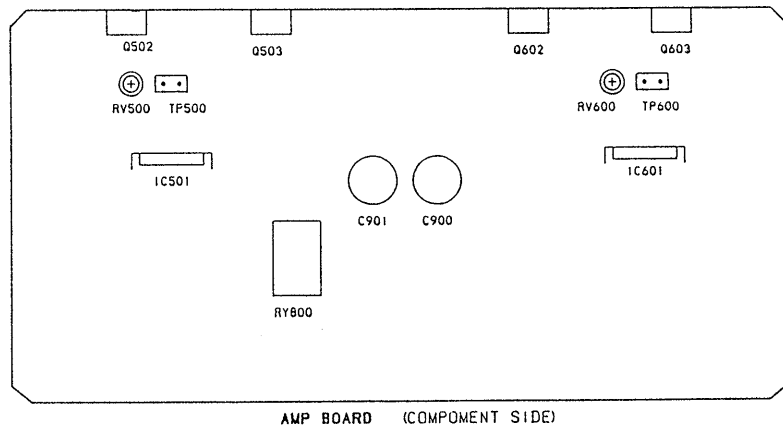 Q502 Q503 Q602 Q603
RV500 TP500 RV600 TP600
IC501 IC601
C901 C900
RY800
AMP BOARD (COMPOMENT SIDE)